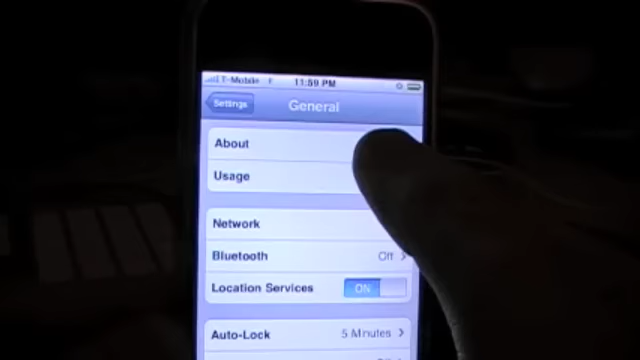 T-Mobile 11:59 PM
Settings General
About
Usage
Network
Bluetooth Off
Location Services ON
Auto-Lock 5 Minutes